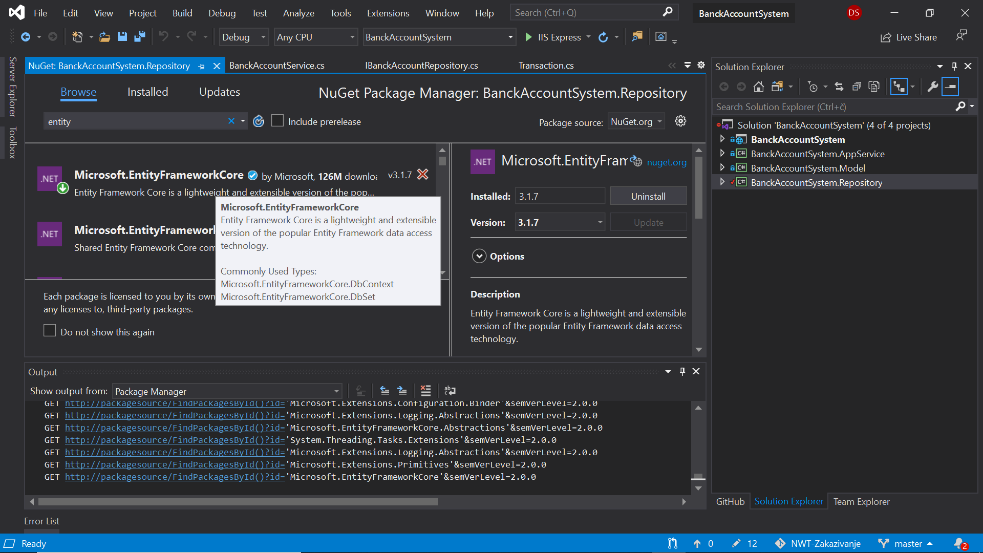 File Edit View Project Build Debug Test Analyze Tools Extensions Window Help Search (Ctrl+Q) BanckAccountSystem DS
Debug Any CPU BanckAccountSystem IIS Express Live Share
Server Explorer
Toolbox
NuGet: BanckAccountSystem.Repository BanckAccountService.cs IBanckAccountRepository.cs Transaction.cs
Browse Installed Updates NuGet Package Manager: BanckAccountSystem.Repository
entity Include prerelease Package source: NuGet.org
.NET Microsoft.EntityFrameworkCore by Microsoft, 126M downloa v3.1.7
Entity Framework Core is a lightweight and extensible version of the pop...
.NET Microsoft.EntityFramework
Shared Entity Framework Core com
Microsoft.EntityFrameworkCore
Entity Framework Core is a lightweight and extensible
version of the popular Entity Framework data access
technology.
Commonly Used Types:
Microsoft.EntityFrameworkCore.DbContext
Microsoft.EntityFrameworkCore.DbSet
Each package is licensed to you by its own
any licenses to, third-party packages.
Do not show this again
.NET Microsoft.EntityFram nuget.org
Installed: 3.1.7 Uninstall
Version: 3.1.7 Update
Options
Description
Entity Framework Core is a lightweight and extensible
version of the popular Entity Framework data access
technology.
Output
Show output from: Package Manager
GET http://packagesource/FindPackagesById()?id='Microsoft.Extensions.Configuration.Binder'&semVerLevel=2.0.0
GET http://packagesource/FindPackagesById()?id='Microsoft.Extensions.Logging.Abstractions'&semVerLevel=2.0.0
GET http://packagesource/FindPackagesById()?id='Microsoft.EntityFrameworkCore.Abstractions'&semVerLevel=2.0.0
GET http://packagesource/FindPackagesById()?id='System.Threading.Tasks.Extensions'&semVerLevel=2.0.0
GET http://packagesource/FindPackagesById()?id='Microsoft.Extensions.Logging.Abstractions'&semVerLevel=2.0.0
GET http://packagesource/FindPackagesById()?id='Microsoft.Extensions.Primitives'&semVerLevel=2.0.0
GET http://packagesource/FindPackagesById()?id='Microsoft.EntityFrameworkCore'&semVerLevel=2.0.0
Solution Explorer
Search Solution Explorer (Ctrl+č)
Solution 'BanckAccountSystem' (4 of 4 projects)
BanckAccountSystem
C# BanckAccountSystem.AppService
C# BanckAccountSystem.Model
C# BanckAccountSystem.Repository
GitHub Solution Explorer Team Explorer
Error List
Ready 0 12 NWT Zakazivanje master 2